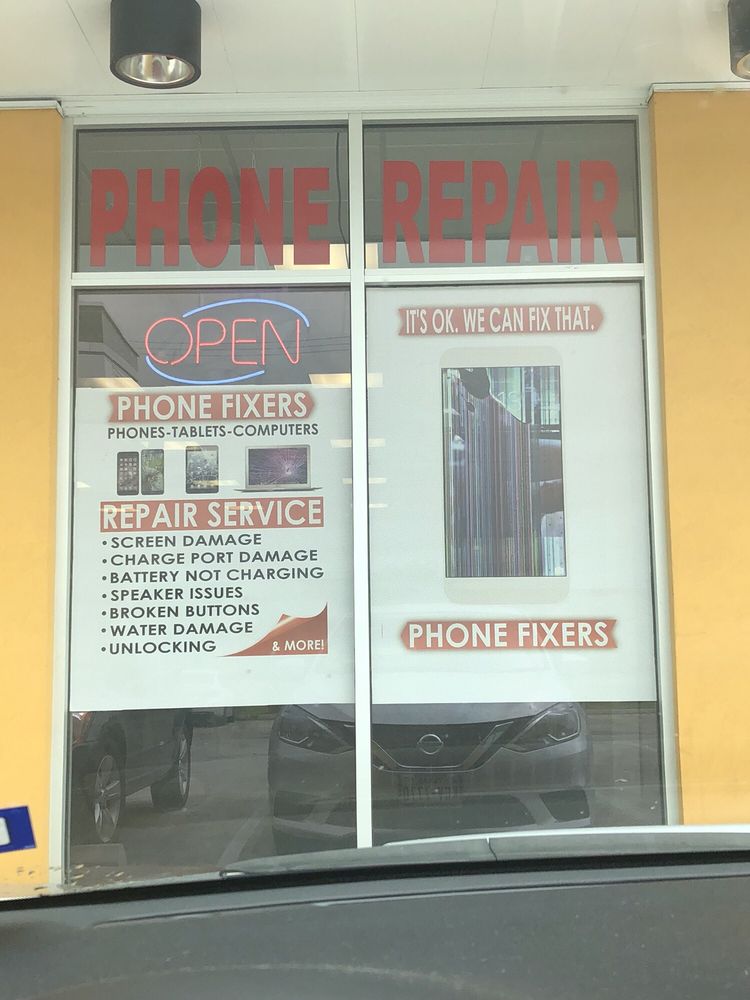 PHONE REPAIR
OPEN
PHONE FIXERS
PHONES-TABLETS-COMPUTERS
REPAIR SERVICE
• SCREEN DAMAGE
• CHARGE PORT DAMAGE
• BATTERY NOT CHARGING
• SPEAKER ISSUES
• BROKEN BUTTONS
• WATER DAMAGE
• UNLOCKING
& MORE!
IT'S OK. WE CAN FIX THAT.
PHONE FIXERS